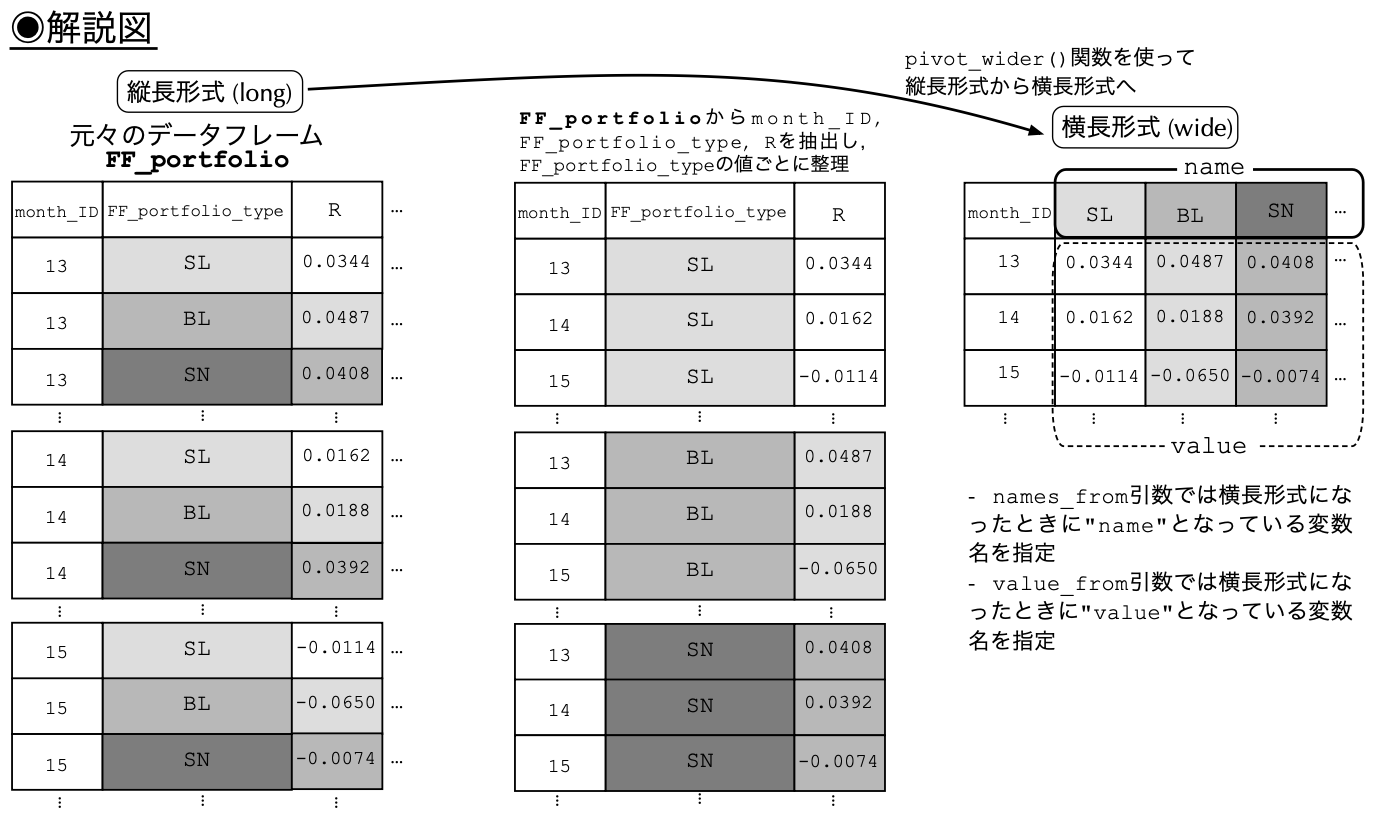 ◉解説図
縦長形式 (long)
元々のデータフレーム
FF_portfolio
month_ID FF_portfolio_type R …
13 SL 0.0344 …
13 BL 0.0487 …
13 SN 0.0408 …
⋮ ⋮ ⋮
14 SL 0.0162 …
14 BL 0.0188 …
14 SN 0.0392 …
⋮ ⋮ ⋮
15 SL -0.0114 …
15 BL -0.0650 …
15 SN -0.0074 …
⋮ ⋮ ⋮
FF_portfolioからmonth_ID,
FF_portfolio_type, Rを抽出し,
FF_portfolio_typeの値ごとに整理
month_ID FF_portfolio_type R
13 SL 0.0344
14 SL 0.0162
15 SL -0.0114
⋮ ⋮ ⋮
13 BL 0.0487
14 BL 0.0188
15 BL -0.0650
⋮ ⋮ ⋮
13 SN 0.0408
14 SN 0.0392
15 SN -0.0074
⋮ ⋮ ⋮
pivot_wider()関数を使って
縦長形式から横長形式へ
横長形式 (wide)
name
month_ID SL BL SN …
13 0.0344 0.0487 0.0408 …
14 0.0162 0.0188 0.0392 …
15 -0.0114 -0.0650 -0.0074 …
⋮ ⋮ ⋮ ⋮
value
- names_from引数では横長形式にな
ったときに"name"となっている変数
名を指定
- value_from引数では横長形式にな
ったときに"value"となっている変数
名を指定